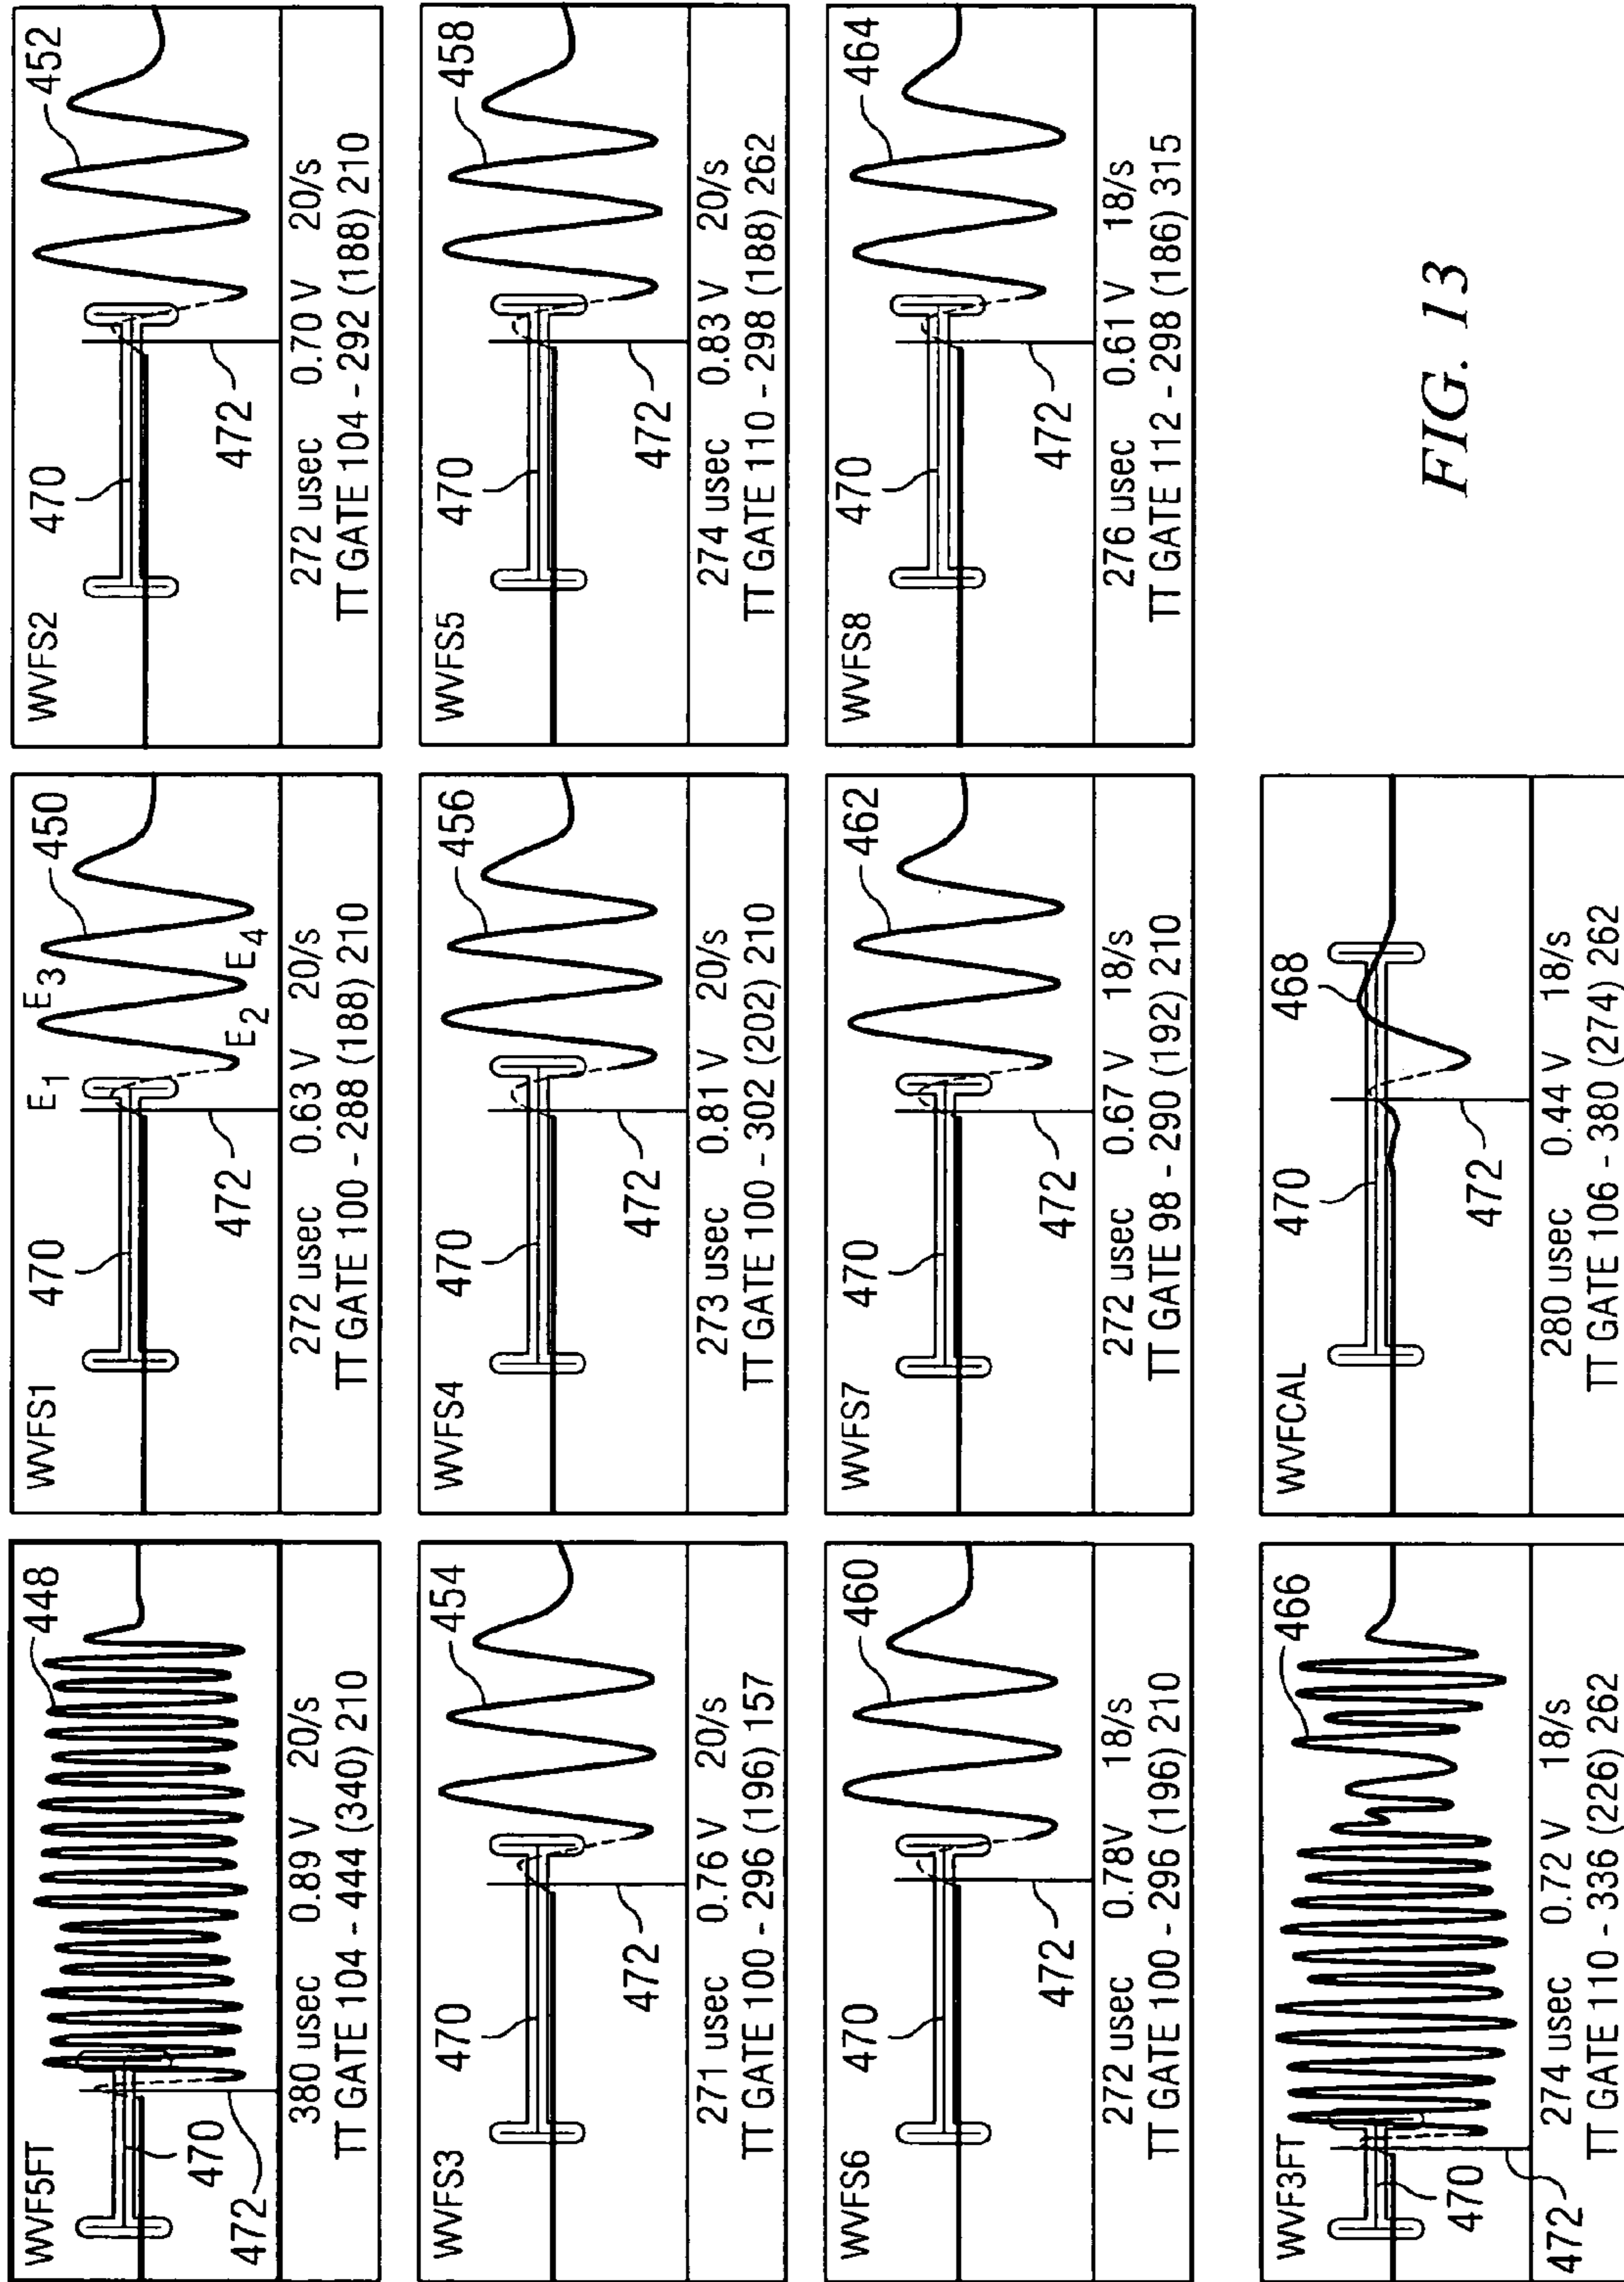 WVF5FT
448
470
472
380 usec 0.89 V 20/s
TT GATE 104 - 444 (340) 210
WVFS1
470
E1
E3
450
E2
E4
472
272 usec 0.63 V 20/s
TT GATE 100 - 288 (188) 210
WVFS2
470
452
472
272 usec 0.70 V 20/s
TT GATE 104 - 292 (188) 210
WVFS3
470
454
472
271 usec 0.76 V 20/s
TT GATE 100 - 296 (196) 157
WVFS4
470
456
472
273 usec 0.81 V 20/s
TT GATE 100 - 302 (202) 210
WVFS5
470
458
472
274 usec 0.83 V 20/s
TT GATE 110 - 298 (188) 262
WVFS6
470
460
472
272 usec 0.78V 18/s
TT GATE 100 - 296 (196) 210
WVFS7
470
462
472
272 usec 0.67 V 18/s
TT GATE 98 - 290 (192) 210
WVFS8
470
464
472
276 usec 0.61 V 18/s
TT GATE 112 - 298 (186) 315
WVF3FT
466
470
472
274 usec 0.72 V 18/s
TT GATE 110 - 336 (226) 262
WVFCAL
470
468
472
280 usec 0.44 V 18/s
TT GATE 106 - 380 (274) 262
FIG. 13